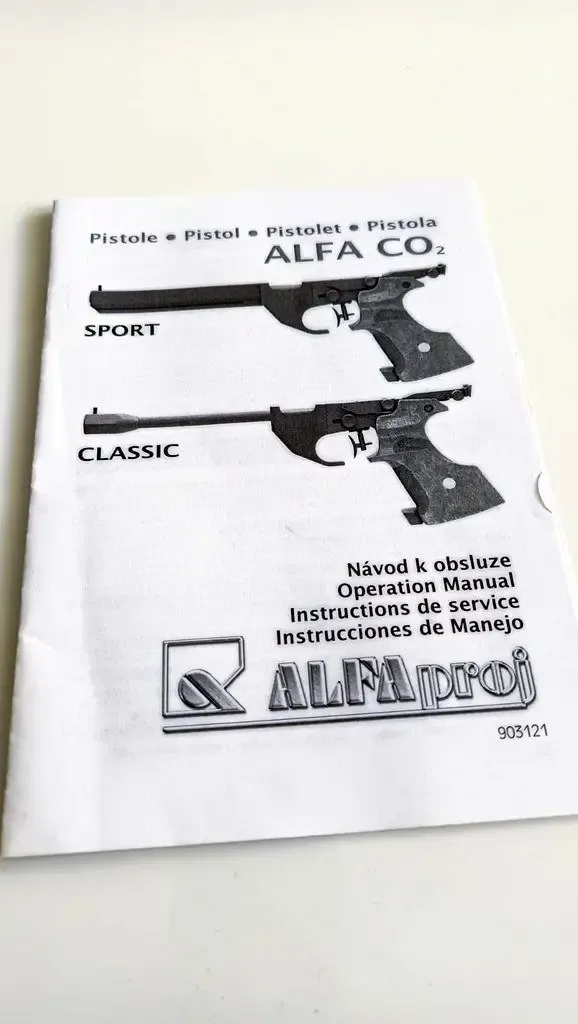 Pistole • Pistol • Pistolet • Pistola
ALFA CO₂
SPORT
CLASSIC
Návod k obsluze
Operation Manual
Instructions de service
Instrucciones de Manejo
ALFAproj
903121